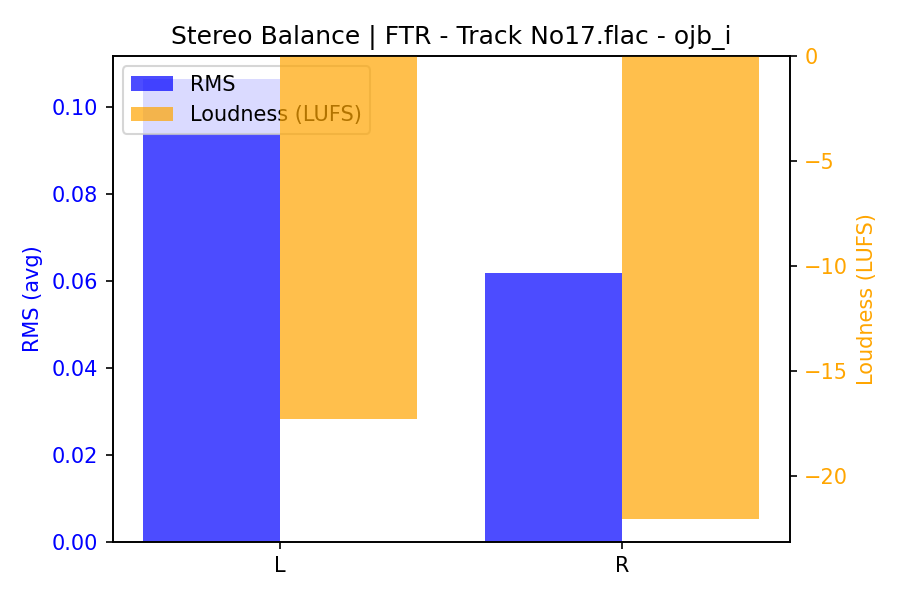 Stereo Balance | FTR - Track No17.flac - ojb_i
RMS
Loudness (LUFS)
RMS (avg)
0.10
0.08
0.06
0.04
0.02
0.00
L
R
0
−5
−10
−15
−20
Loudness (LUFS)